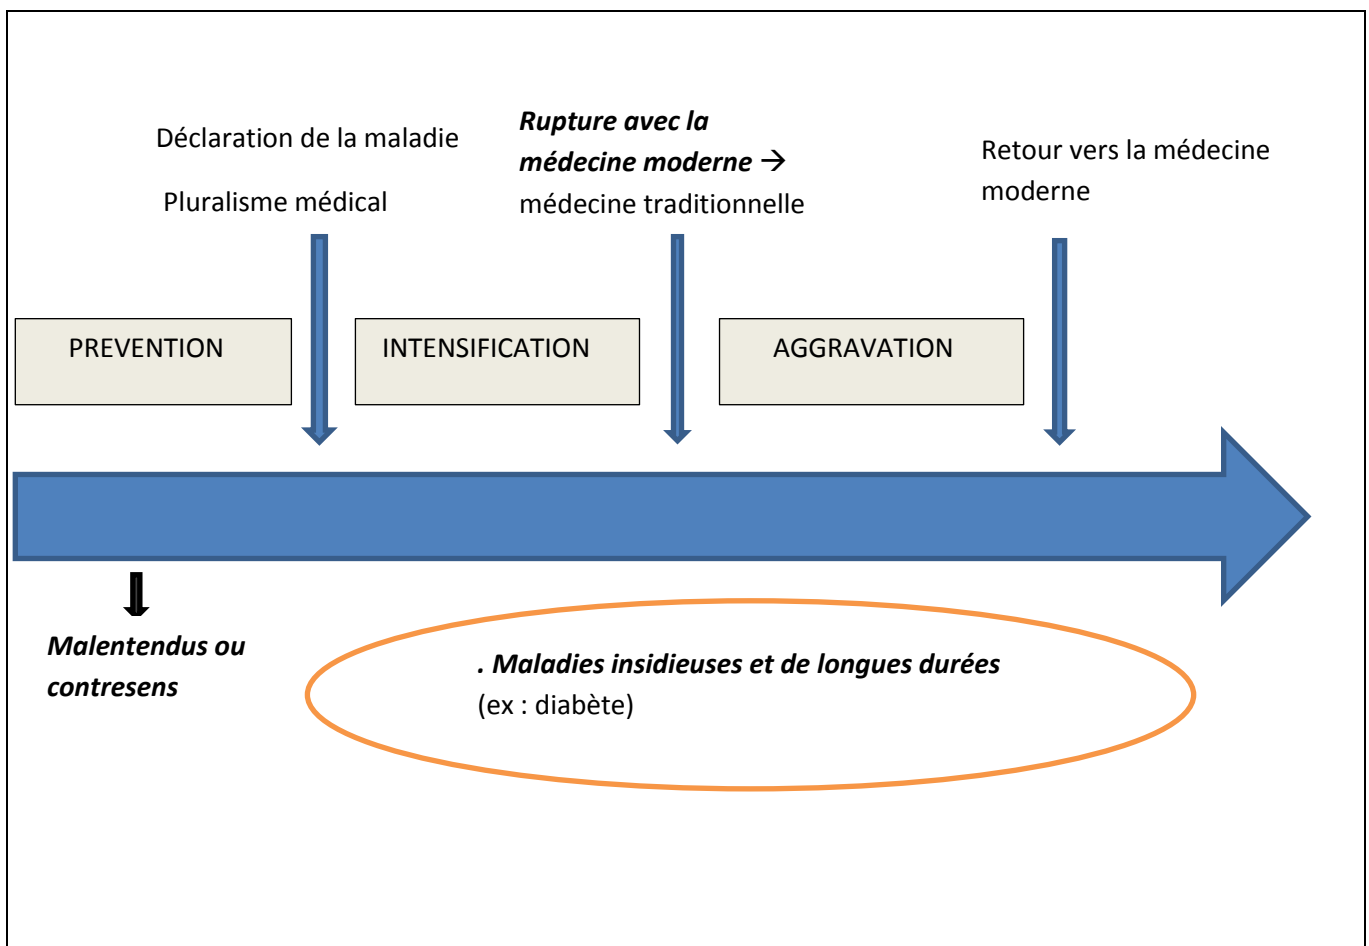 Déclaration de la maladie
Pluralisme médical
Rupture avec la
médecine moderne →
médecine traditionnelle
Retour vers la médecine
moderne
PREVENTION
INTENSIFICATION
AGGRAVATION
Malentendus ou
contresens
. Maladies insidieuses et de longues durées
(ex : diabète)